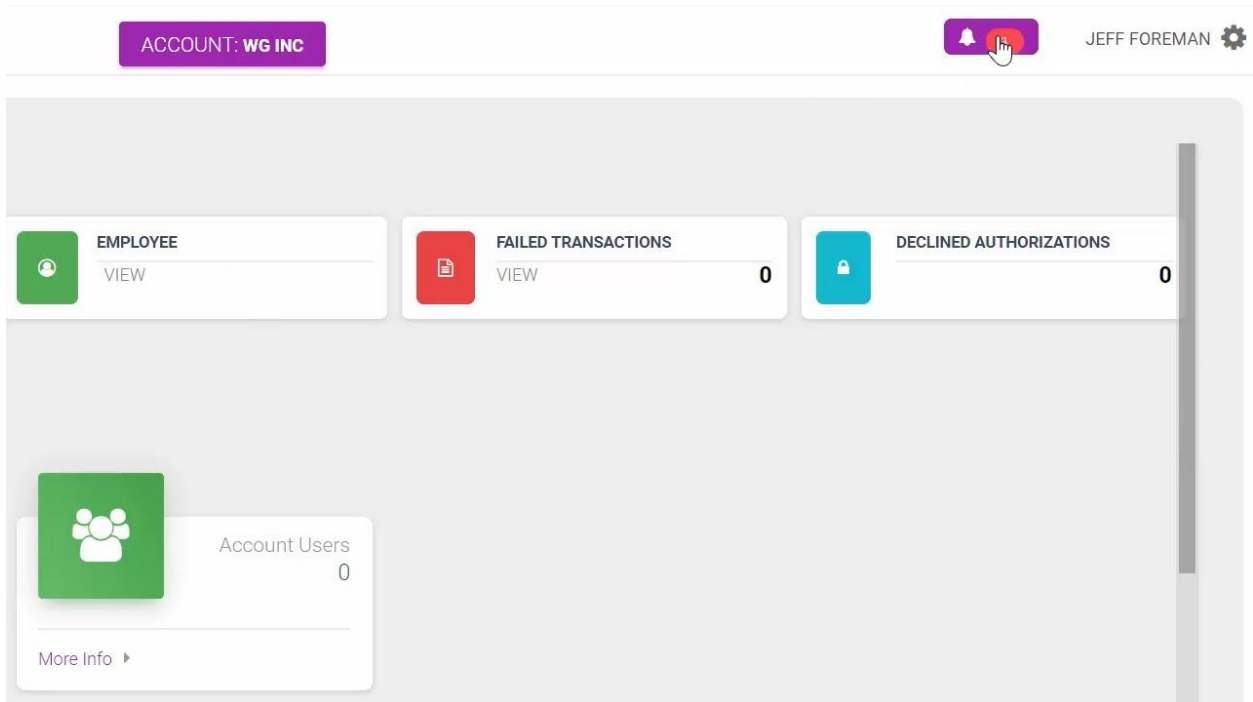 ACCOUNT: WG INC
JEFF FOREMAN
EMPLOYEE
VIEW
FAILED TRANSACTIONS
VIEW 0
DECLINED AUTHORIZATIONS
0
Account Users
0
More Info